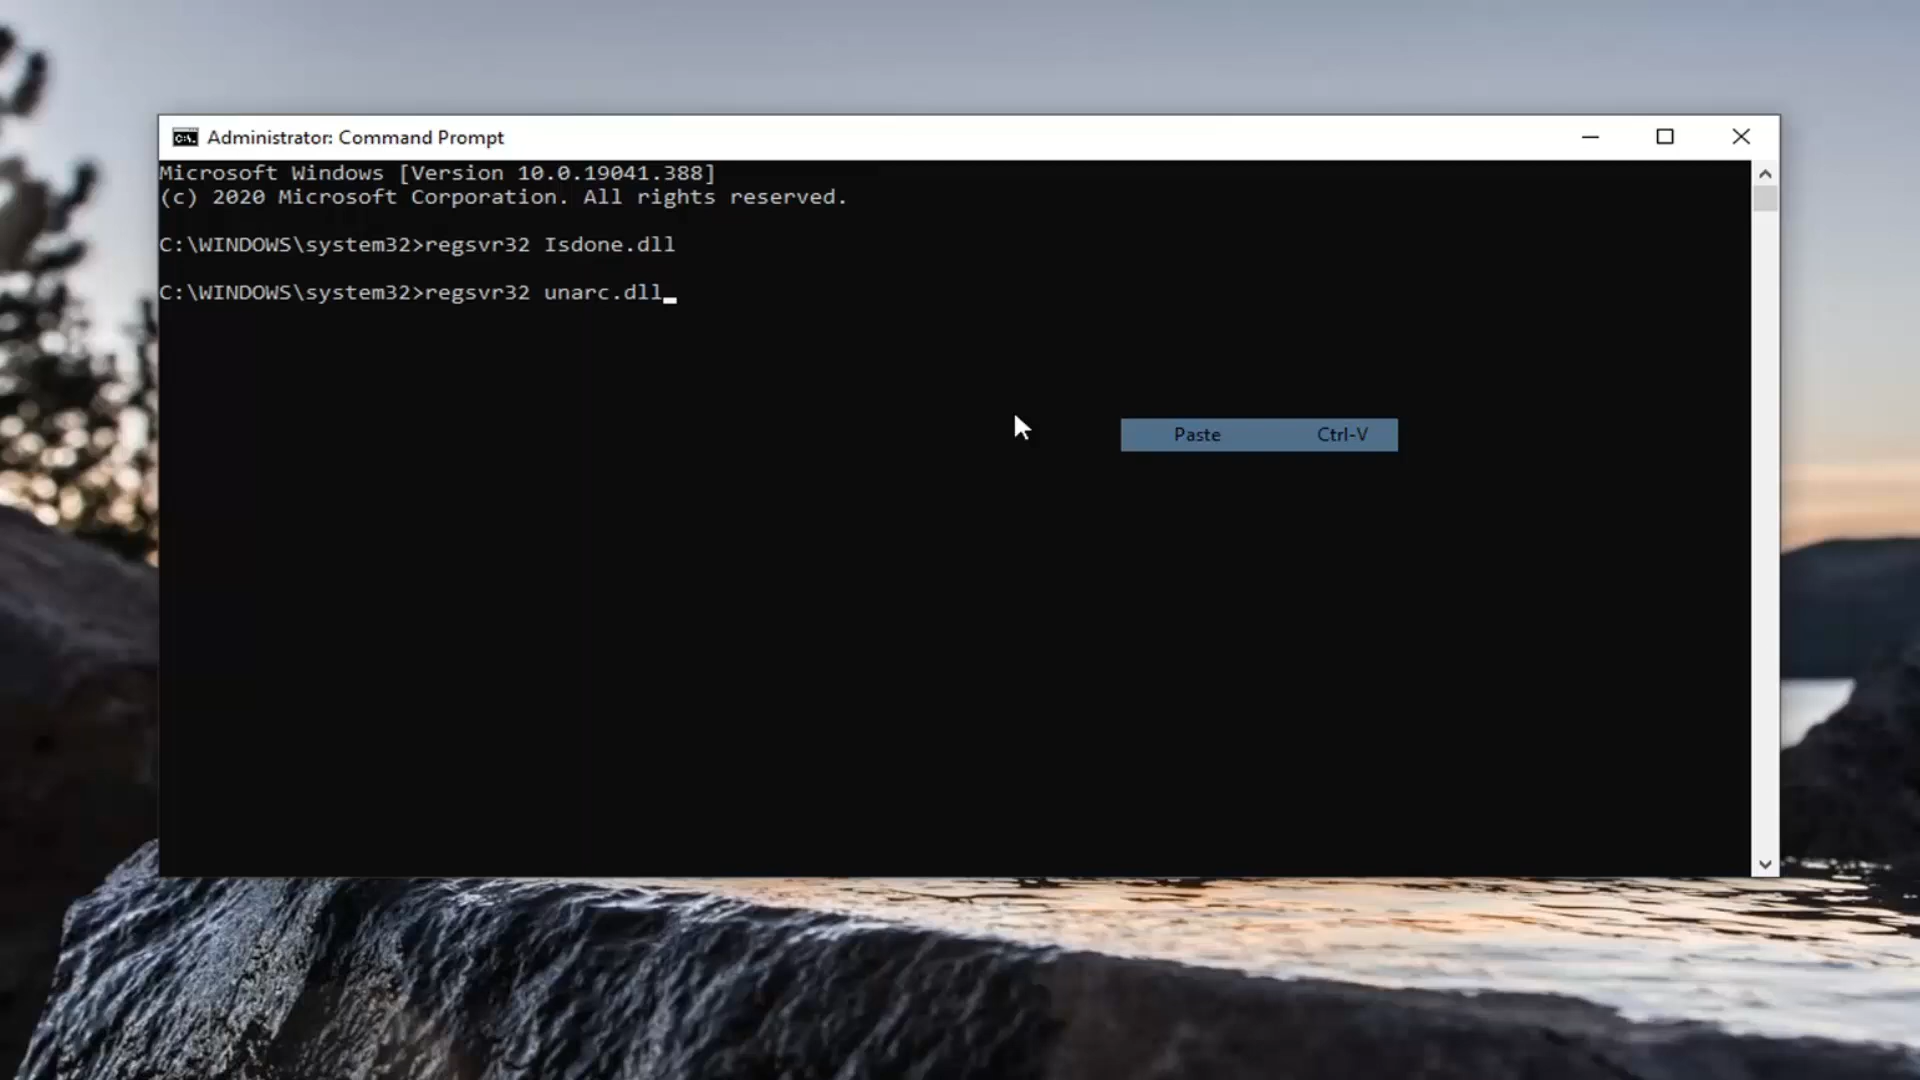 Administrator: Command Prompt
Microsoft Windows [Version 10.0.19041.388]
(c) 2020 Microsoft Corporation. All rights reserved.
C:\WINDOWS\system32>regsvr32 Isdone.dll
C:\WINDOWS\system32>regsvr32 unarc.dll
Paste Ctrl-V